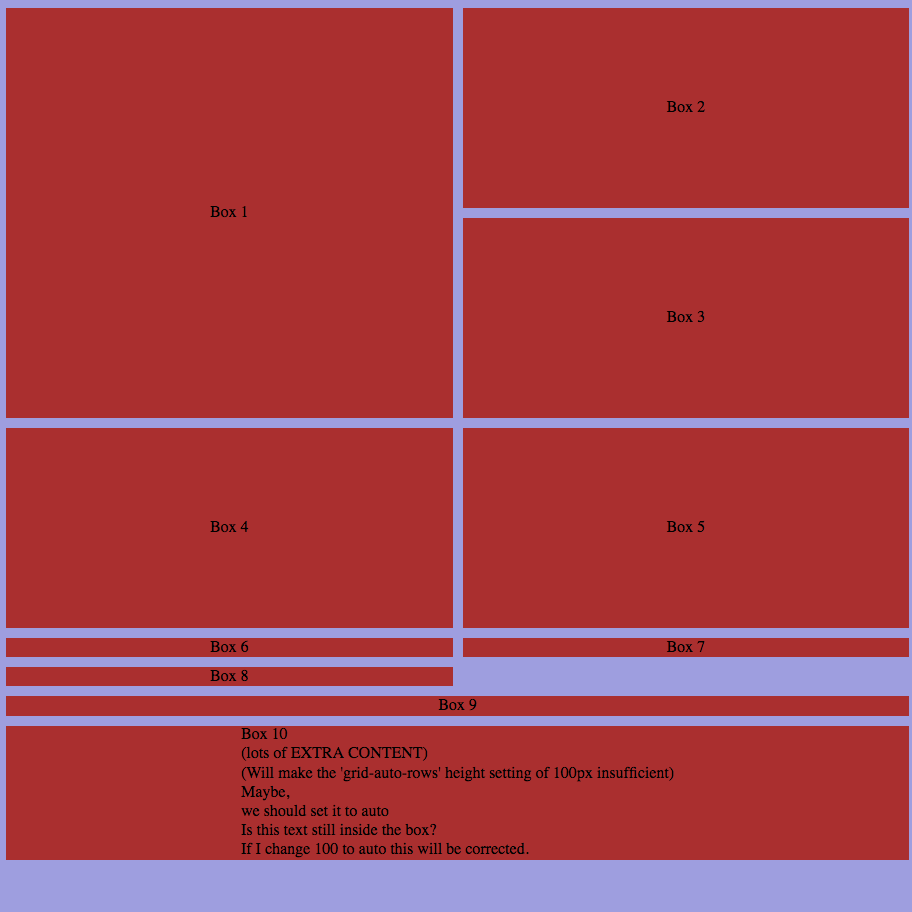 Box 1
Box 2
Box 3
Box 4
Box 5
Box 6
Box 7
Box 8
Box 9
Box 10
(lots of EXTRA CONTENT)
(Will make the 'grid-auto-rows' height setting of 100px insufficient)
Maybe,
we should set it to auto
Is this text still inside the box?
If I change 100 to auto this will be corrected.